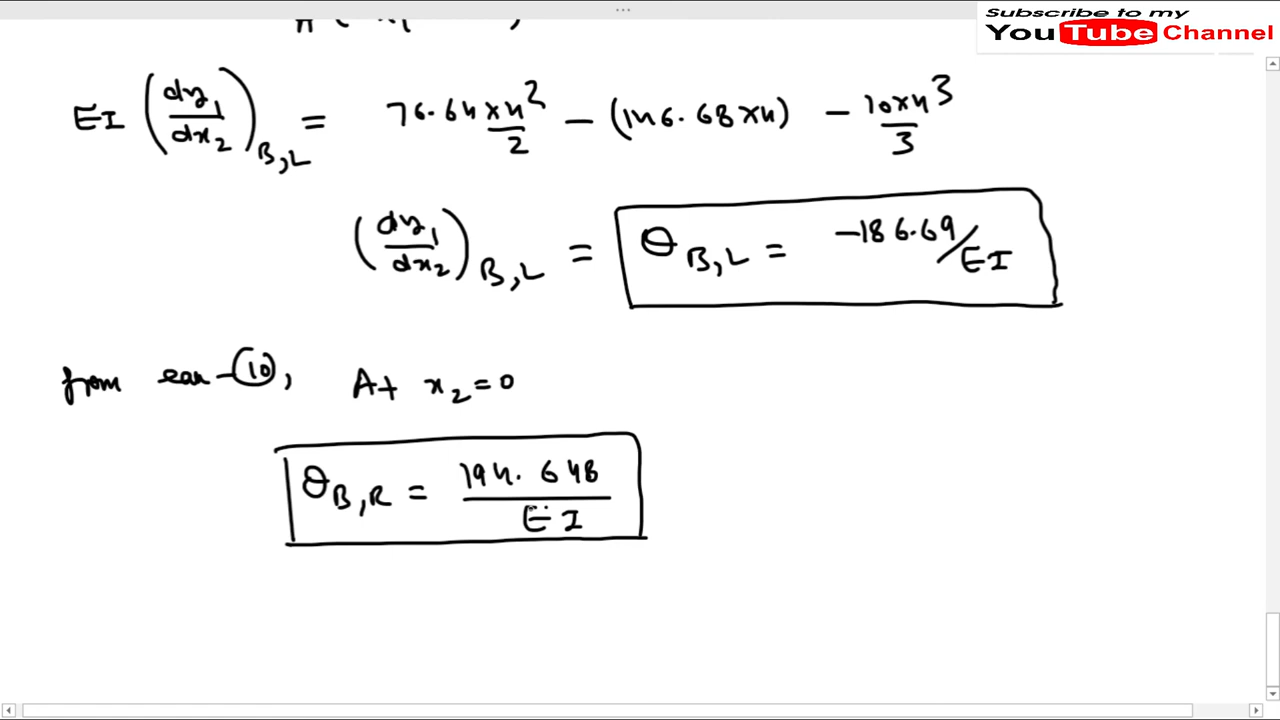 Subscribe to my
YouTube Channel
EI (dy₁/dx₂)B,L = 76.64×4²/2 − (146.68×4) − 10×4³/3
(dy₁/dx₂)B,L = θB,L = −186.69/EI
from eqn-(10), At x₂=0
θB,R = 194.648/EI